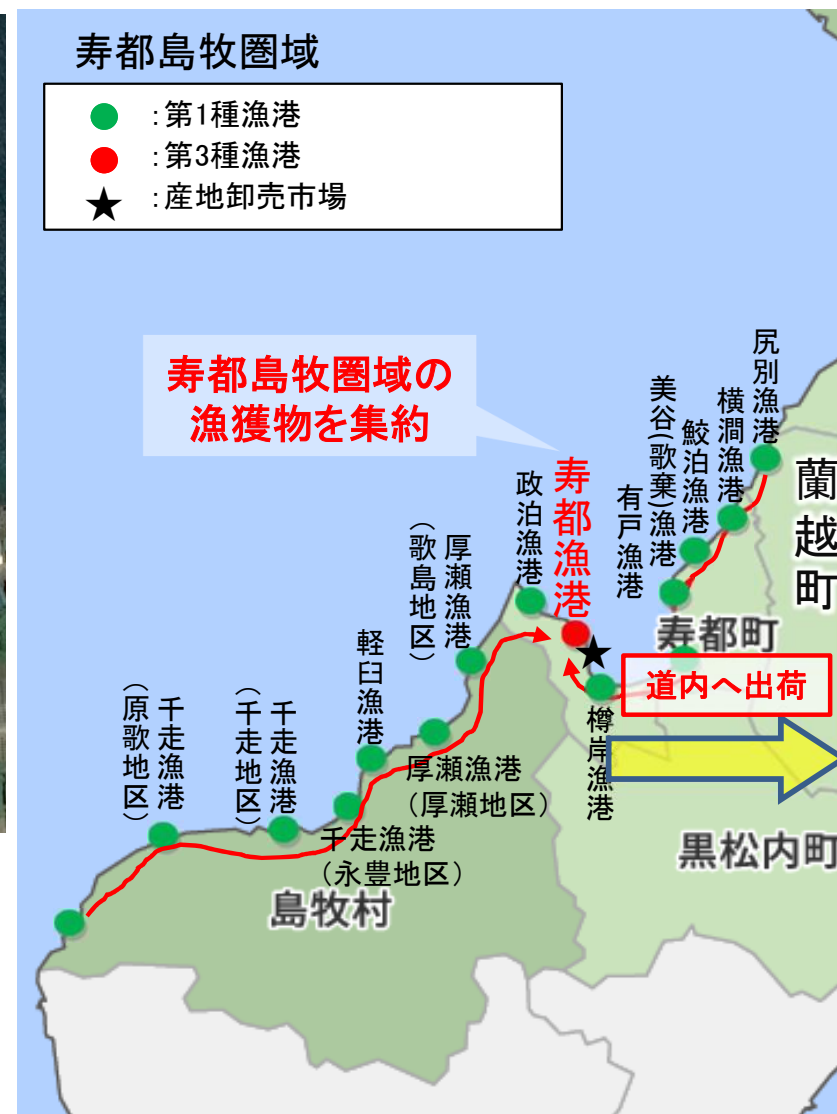 寿都島牧圏域
：第1種漁港
：第3種漁港
：産地卸売市場
寿都島牧圏域の
漁獲物を集約
尻別漁港
横澗漁港
鮫泊漁港
美谷(歌棄)漁港
有戸漁港
寿都漁港
政泊漁港
厚瀬漁港
（歌島地区）
軽臼漁港
千走漁港
（千走地区）
千走漁港
（原歌地区）
蘭越町
寿都町
道内へ出荷
樽岸漁港
厚瀬漁港
（厚瀬地区）
千走漁港
（永豊地区）
黒松内町
島牧村